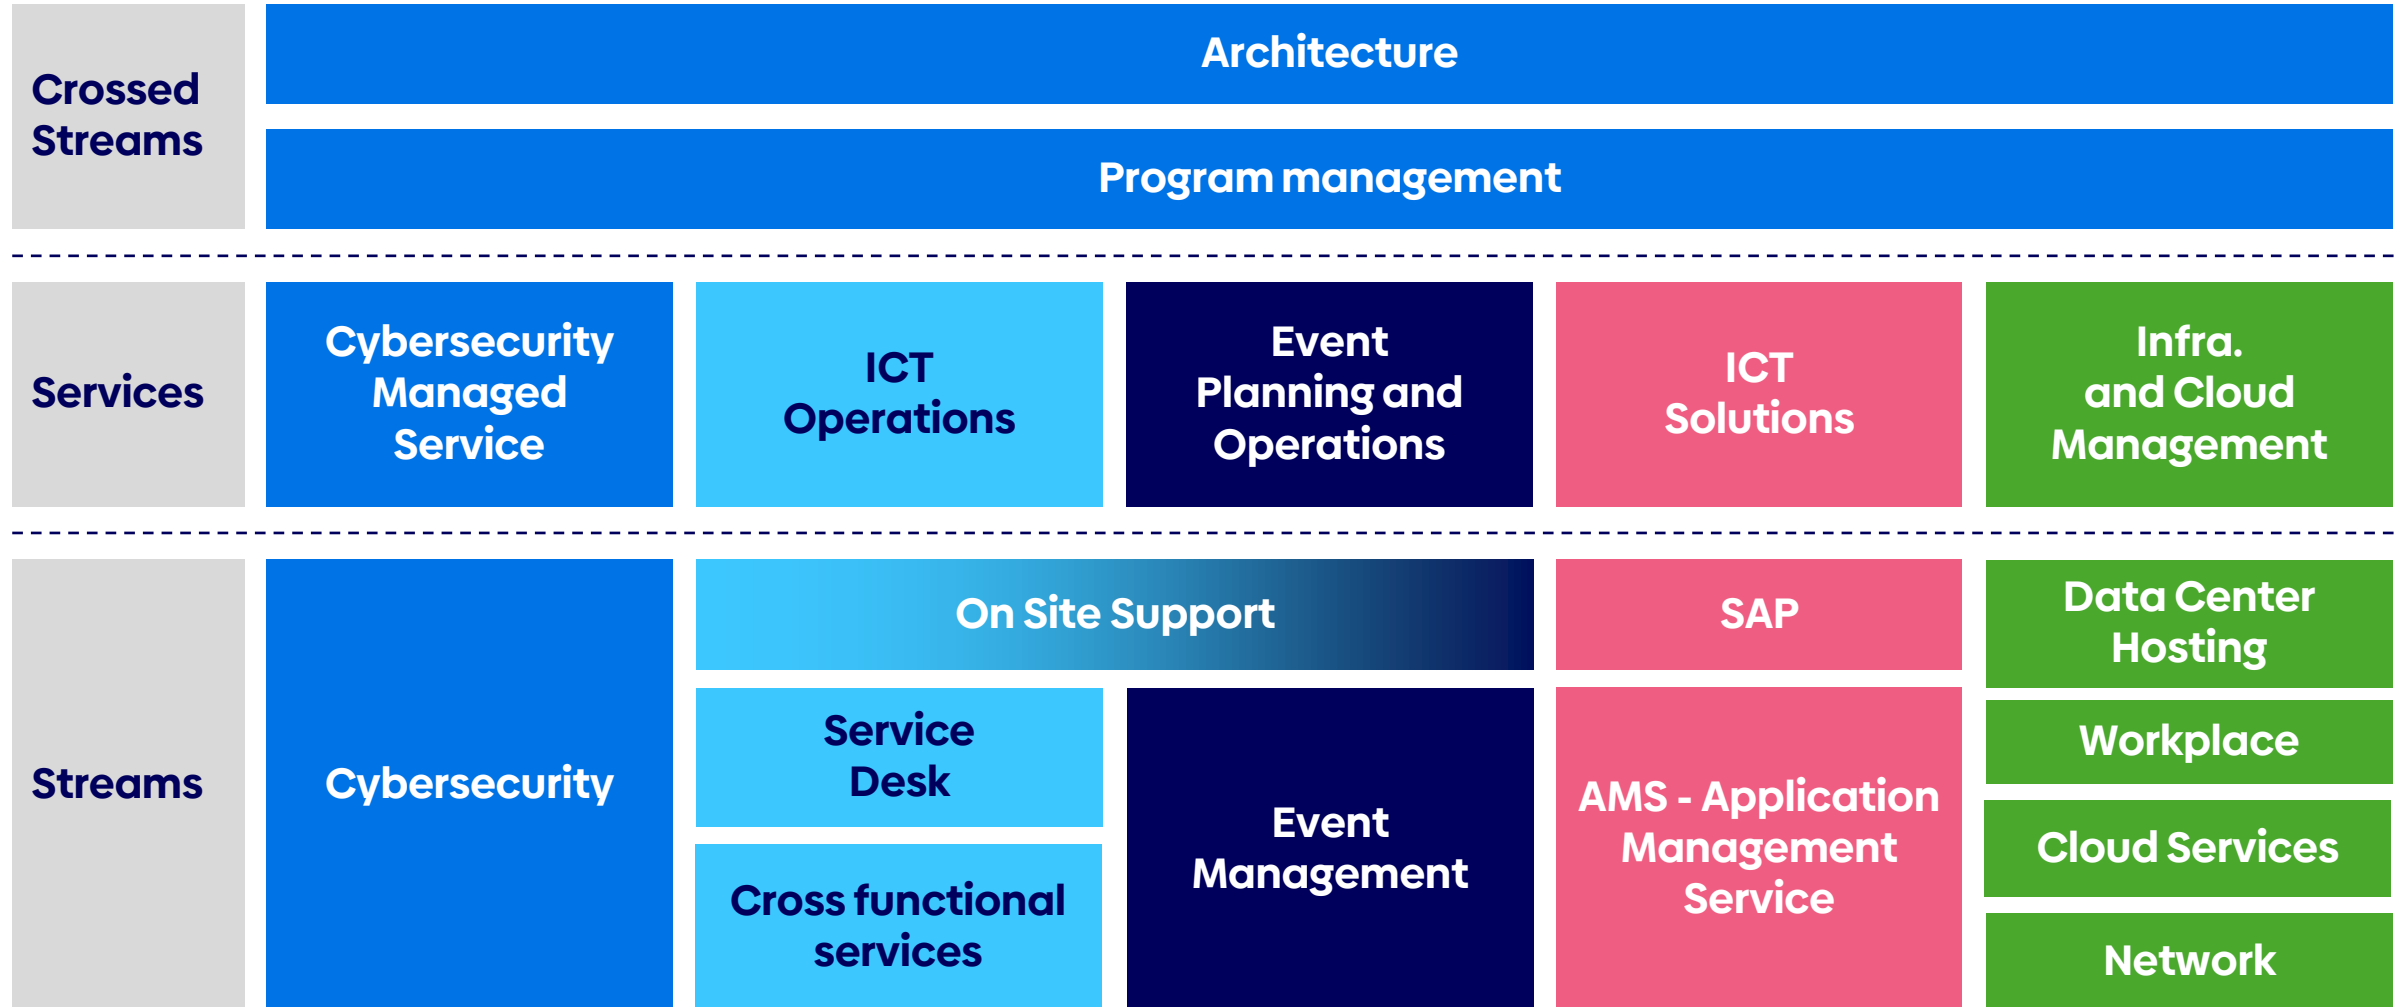 Crossed
Streams
Architecture
Program management
Services
Cybersecurity
Managed
Service
ICT
Operations
Event
Planning and
Operations
ICT
Solutions
Infra.
and Cloud
Management
Streams
Cybersecurity
On Site Support
Service
Desk
Cross functional
services
Event
Management
SAP
AMS - Application
Management
Service
Data Center
Hosting
Workplace
Cloud Services
Network